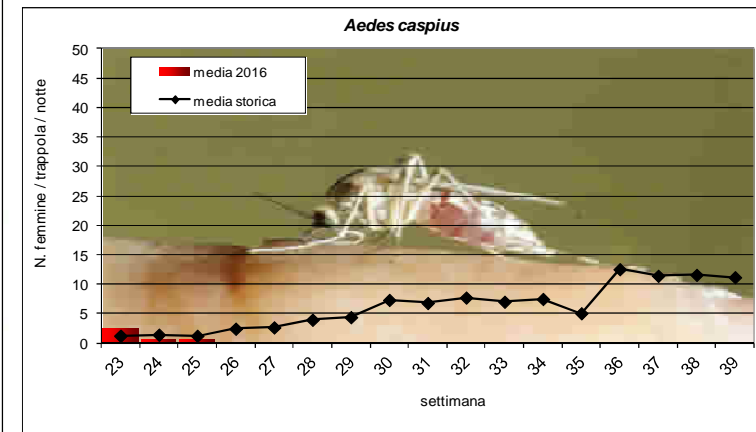 Aedes caspius
50
45
40
35
30
25
20
15
10
5
0
N. femmine / trappola / notte
media 2016
media storica
23 24 25 26 27 28 29 30 31 32 33 34 35 36 37 38 39
settimana